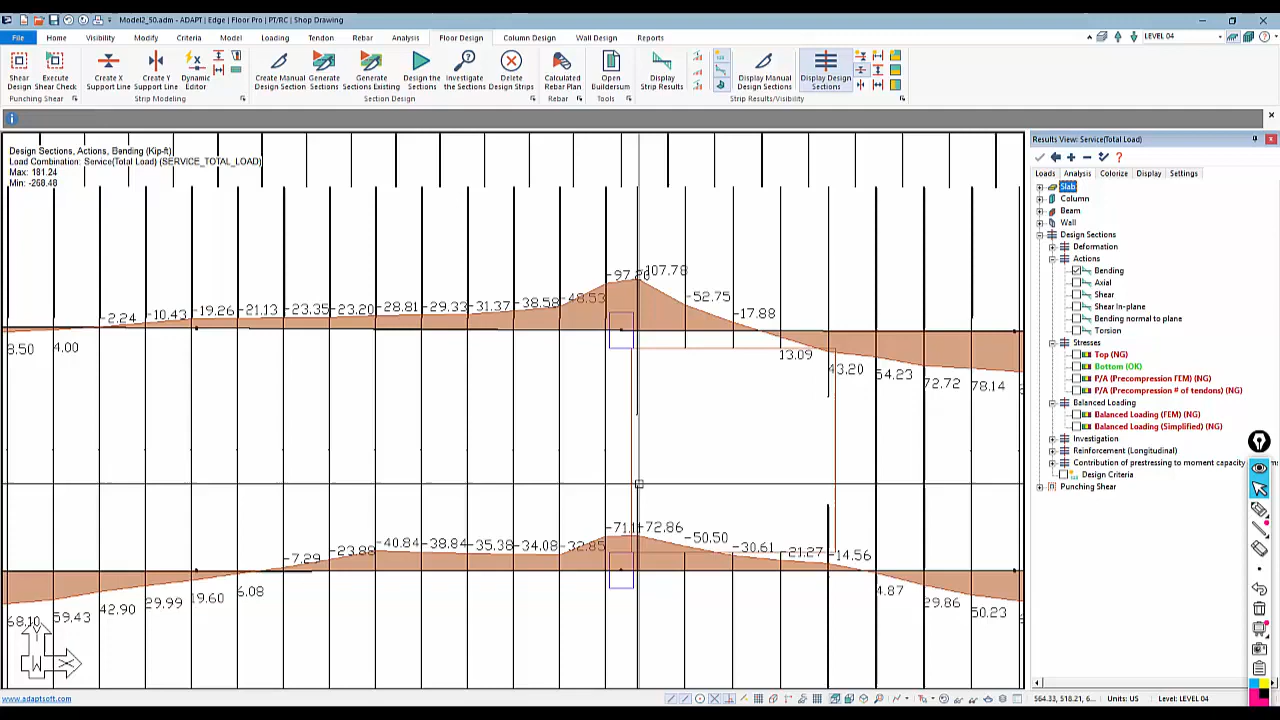 Model2_50.adm - ADAPT | Edge | Floor Pro | PT/RC | Shop Drawing
File Home Visibility Modify Criteria Model Loading Tendon Rebar Analysis Floor Design Column Design Wall Design Reports LEVEL 04
Shear Design Execute Shear Check Create X Support Line Create Y Support Line Dynamic Editor Create Manual Design Section Generate Sections Generate Sections Existing Design the Sections Investigate the Sections Delete Design Strips Calculated Rebar Plan Open Buildersum Display Strip Results Display Manual Design Sections Display Design Sections
Punching Shear Strip Modeling Section Design Rebar Tools Strip Results/Visibility
Design Sections, Actions, Bending (Kip-ft)
Load Combination: Service(Total Load) (SERVICE_TOTAL_LOAD)
Max: 181.24
Min: -268.48
-107.78
-52.75
-17.88
-2.24 -10.43 -19.26 -21.13 -23.35 -23.20 -28.81 -29.33 -31.37 -38.58 -48.53
3.50 4.00 13.09 43.20 54.23 72.72 78.14
-7.29 -23.88 -40.84 -38.84 -35.38 -34.08 -32.85 -72.86 -50.50 -30.61 -21.27 -14.56
68.10 59.43 42.90 29.99 19.60 6.08 4.87 29.86 50.23
Y
W X
Results View: Service(Total Load)
Loads Analysis Colorize Display Settings
Slab
Column
Beam
Wall
Design Sections
Deformation
Actions
Bending
Axial
Shear
Shear In-plane
Bending normal to plane
Torsion
Stresses
Top (NG)
Bottom (OK)
P/A (Precompression FEM) (NG)
P/A (Precompression # of tendons) (NG)
Balanced Loading
Balanced Loading (FEM) (NG)
Balanced Loading (Simplified) (NG)
Investigation
Reinforcement (Longitudinal)
Contribution of prestressing to moment capacity
Design Criteria
Punching Shear
www.adaptsoft.com
564.33, 518.21, 6... Units: US Level: LEVEL 04